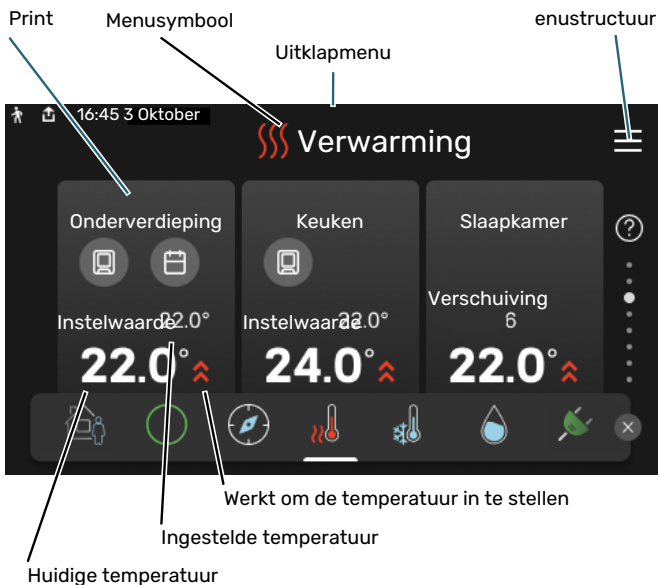 Print
Menusymbool
enustructuur
Uitklapmenu
16:45 3 Oktober
Verwarming
Onderverdieping
Keuken
Slaapkamer
?
Instelwaarde 22.0°
Instelwaarde 22.0°
Verschuiving
6
22.0°
24.0°
22.0°
Werkt om de temperatuur in te stellen
Ingestelde temperatuur
Huidige temperatuur